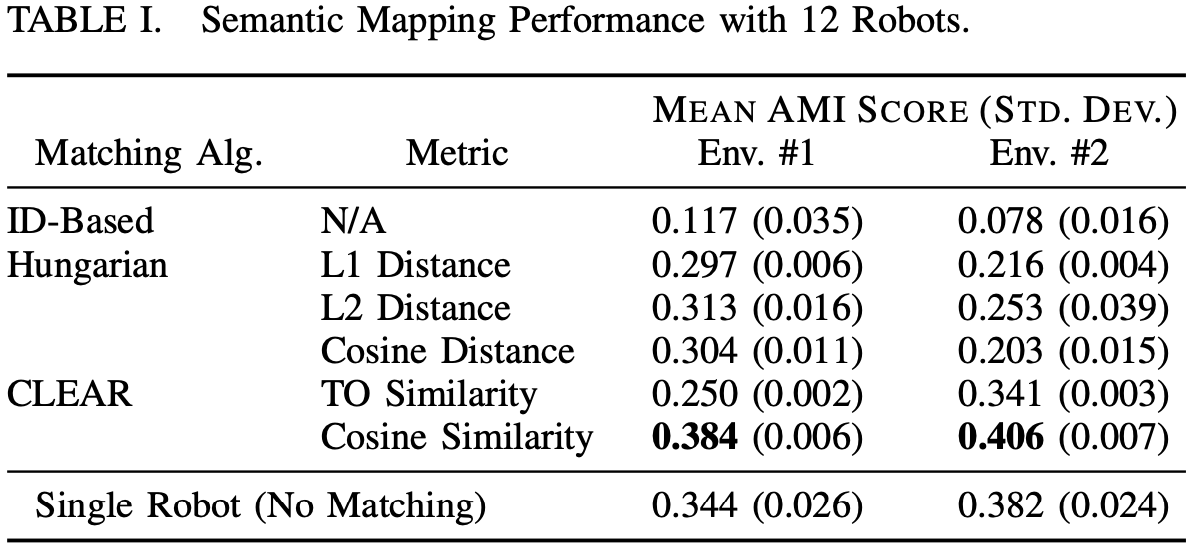 TABLE I. Semantic Mapping Performance with 12 Robots.
MEAN AMI SCORE (STD. DEV.)
Matching Alg. Metric Env. #1 Env. #2
ID-Based N/A 0.117 (0.035) 0.078 (0.016)
Hungarian L1 Distance 0.297 (0.006) 0.216 (0.004)
L2 Distance 0.313 (0.016) 0.253 (0.039)
Cosine Distance 0.304 (0.011) 0.203 (0.015)
CLEAR TO Similarity 0.250 (0.002) 0.341 (0.003)
Cosine Similarity 0.384 (0.006) 0.406 (0.007)
Single Robot (No Matching) 0.344 (0.026) 0.382 (0.024)